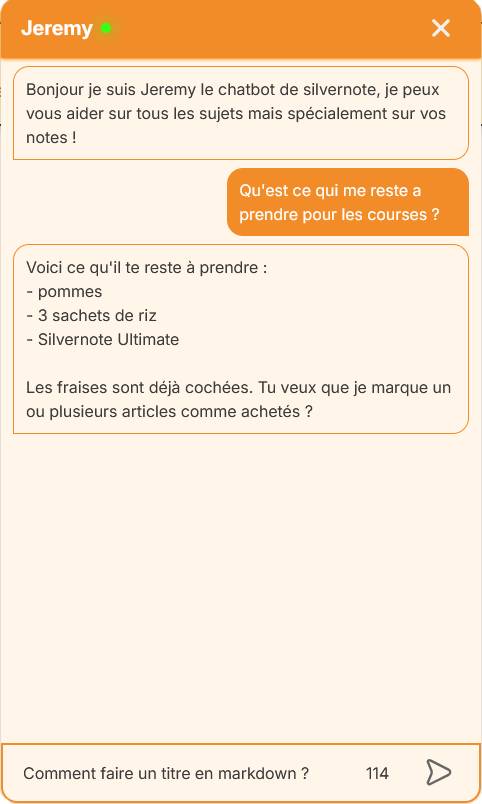 Jeremy
Bonjour je suis Jeremy le chatbot de silvernote, je peux
vous aider sur tous les sujets mais spécialement sur vos
notes !
Qu'est ce qui me reste a
prendre pour les courses ?
Voici ce qu'il te reste à prendre :
- pommes
- 3 sachets de riz
- Silvernote Ultimate
Les fraises sont déjà cochées. Tu veux que je marque un
ou plusieurs articles comme achetés ?
Comment faire un titre en markdown ? 114